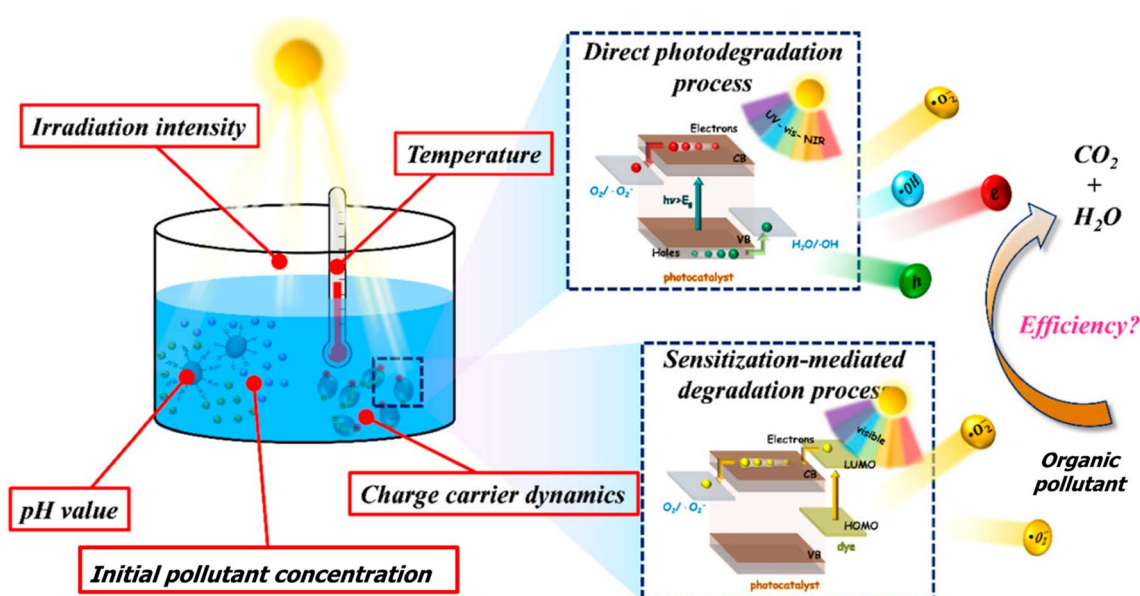 Irradiation intensity
Temperature
pH value
Initial pollutant concentration
Charge carrier dynamics
Direct photodegradation
process
UV-vis-NIR
Electrons
CB
O₂/·O₂⁻
hν>Eg
VB
Holes
H₂O/·OH
photocatalyst
•O₂⁻
•OH
e
h
CO₂
+
H₂O
Efficiency?
Organic
pollutant
Sensitization-mediated
degradation process
visible
Electrons
LUMO
CB
O₂/·O₂⁻
HOMO
dye
VB
photocatalyst
•O₂⁻
•O₂⁻